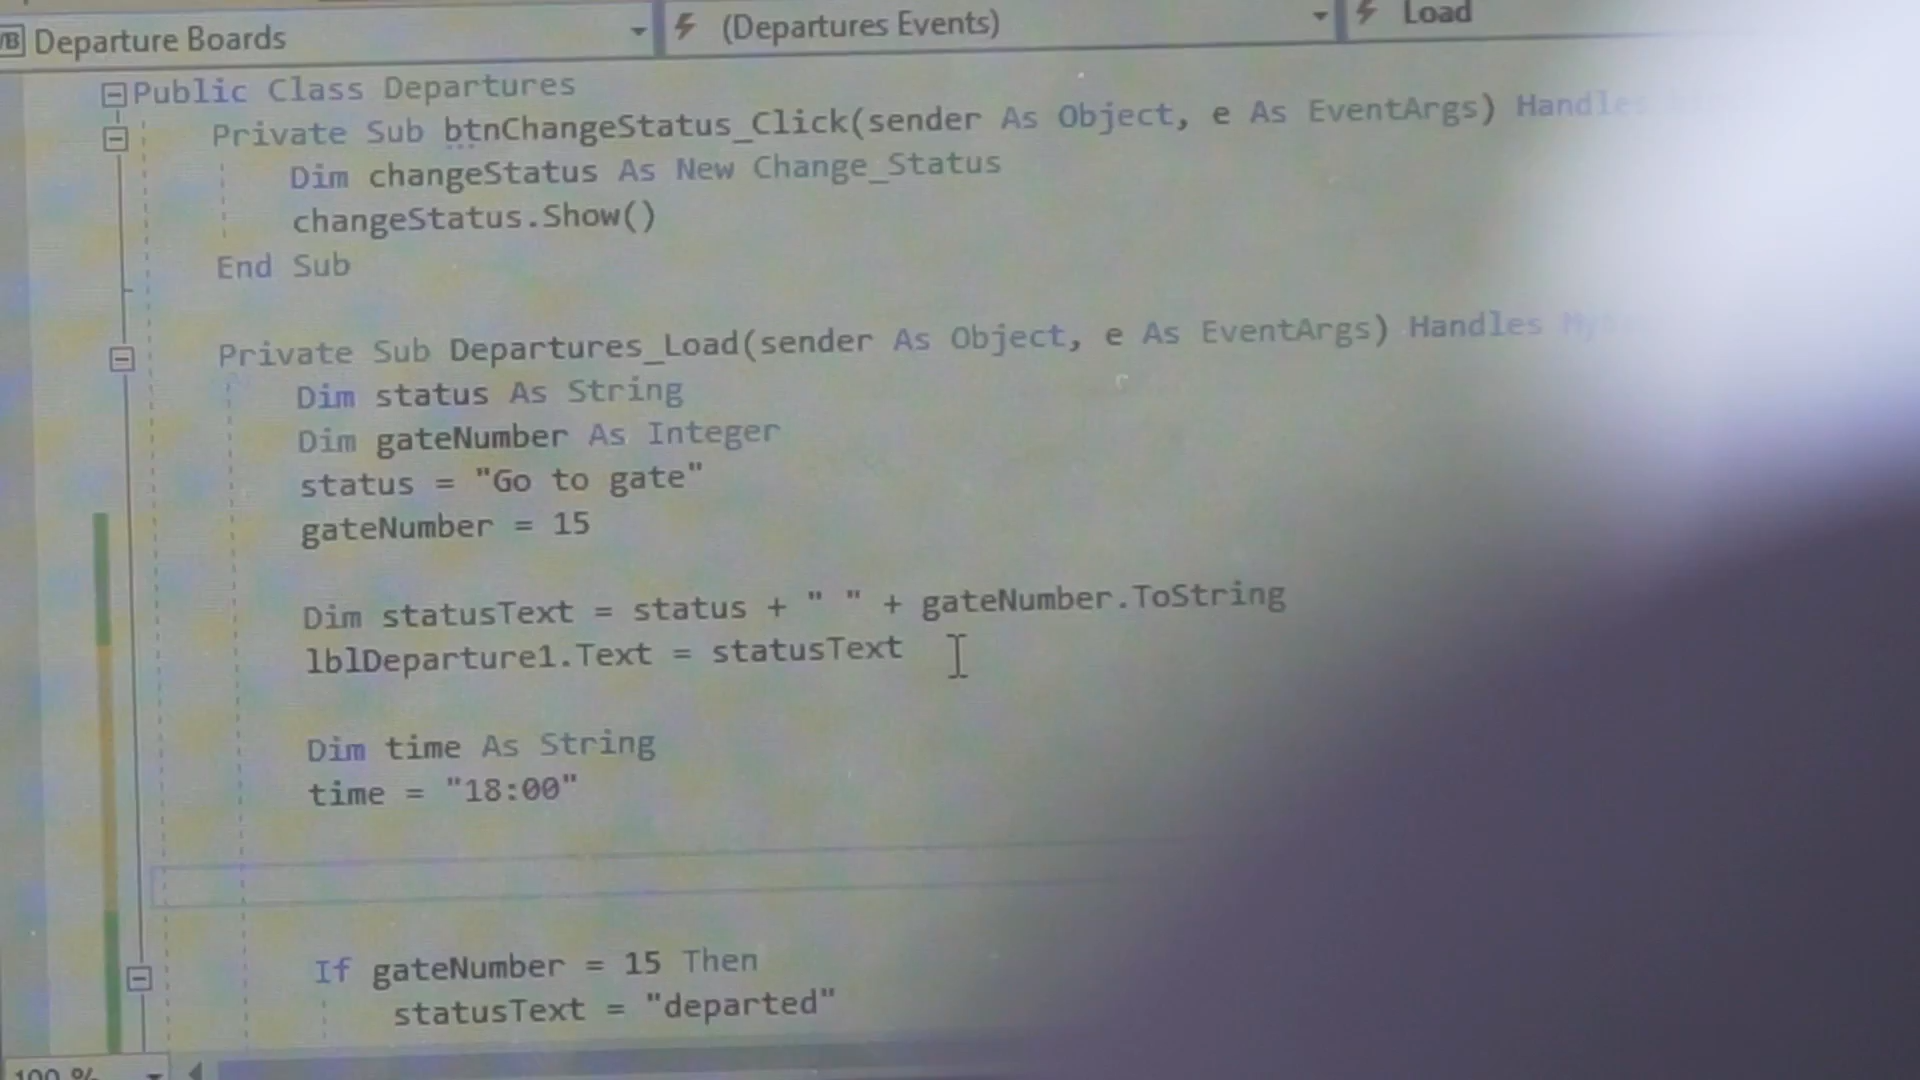 VB Departure Boards
(Departures Events)
Load
Public Class Departures
Private Sub btnChangeStatus_Click(sender As Object, e As EventArgs) Handles
Dim changeStatus As New Change_Status
changeStatus.Show()
End Sub
Private Sub Departures_Load(sender As Object, e As EventArgs) Handles
Dim status As String
Dim gateNumber As Integer
status = "Go to gate"
gateNumber = 15
Dim statusText = status + " " + gateNumber.ToString
lblDeparture1.Text = statusText
Dim time As String
time = "18:00"
If gateNumber = 15 Then
statusText = "departed"
100 %